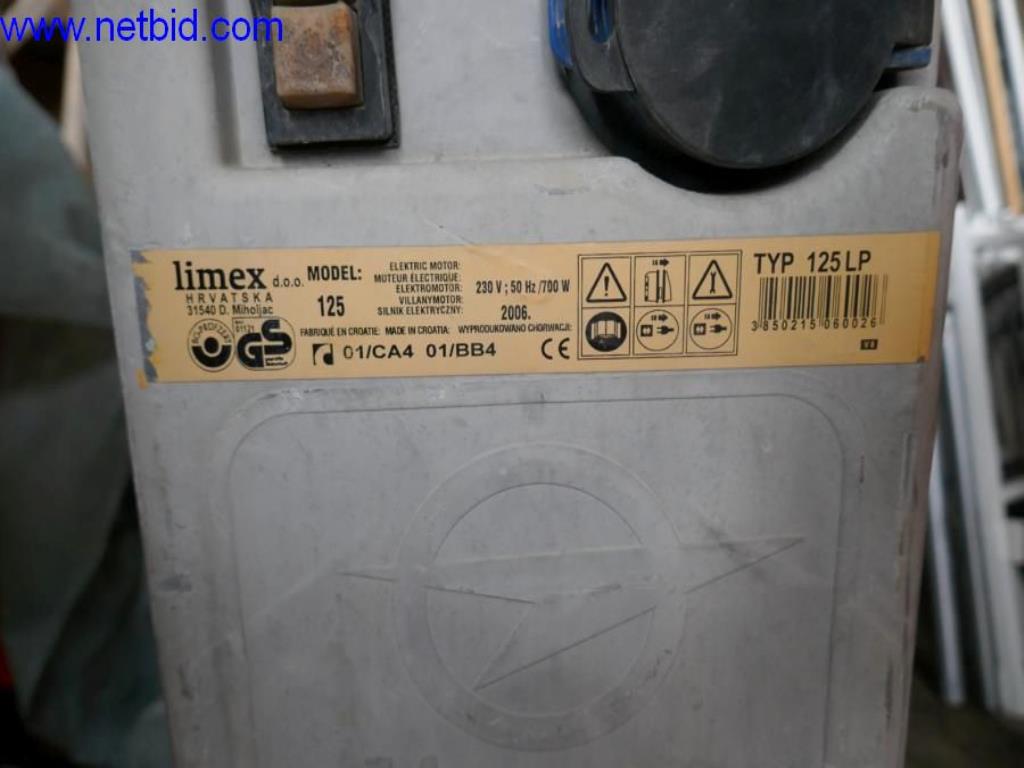 www.netbid.com
limex d.o.o.
HRVATSKA
31540 D. Miholjac
MODEL:
125
ELEKTRIC MOTOR:
MOTEUR ÉLECTRIQUE:
ELEKTROMOTOR:
VILLANYMOTOR:
SILNIK ELEKTRYCZNY:
230 V ; 50 Hz /700 W
2006.
FABRIQUÉ EN CROATIE: MADE IN CROATIA: WYPRODUKOWANO CHORWACJI:
01/CA4 01/BB4
CE
GS
TYP 125 LP
3850215060026